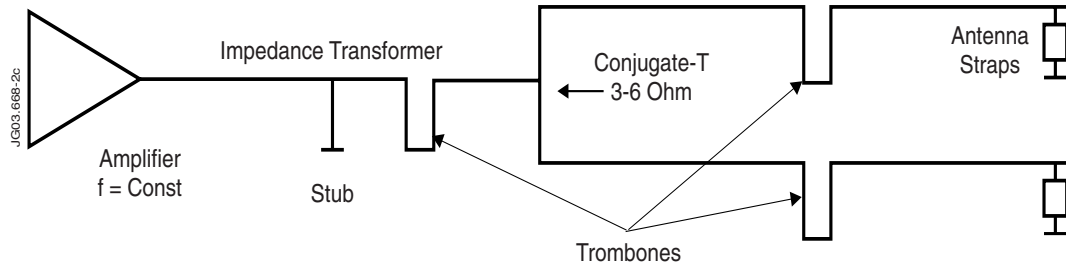 JG03.668-2c
Impedance Transformer
Conjugate-T
3-6 Ohm
Antenna
Straps
Amplifier
f = Const
Stub
Trombones